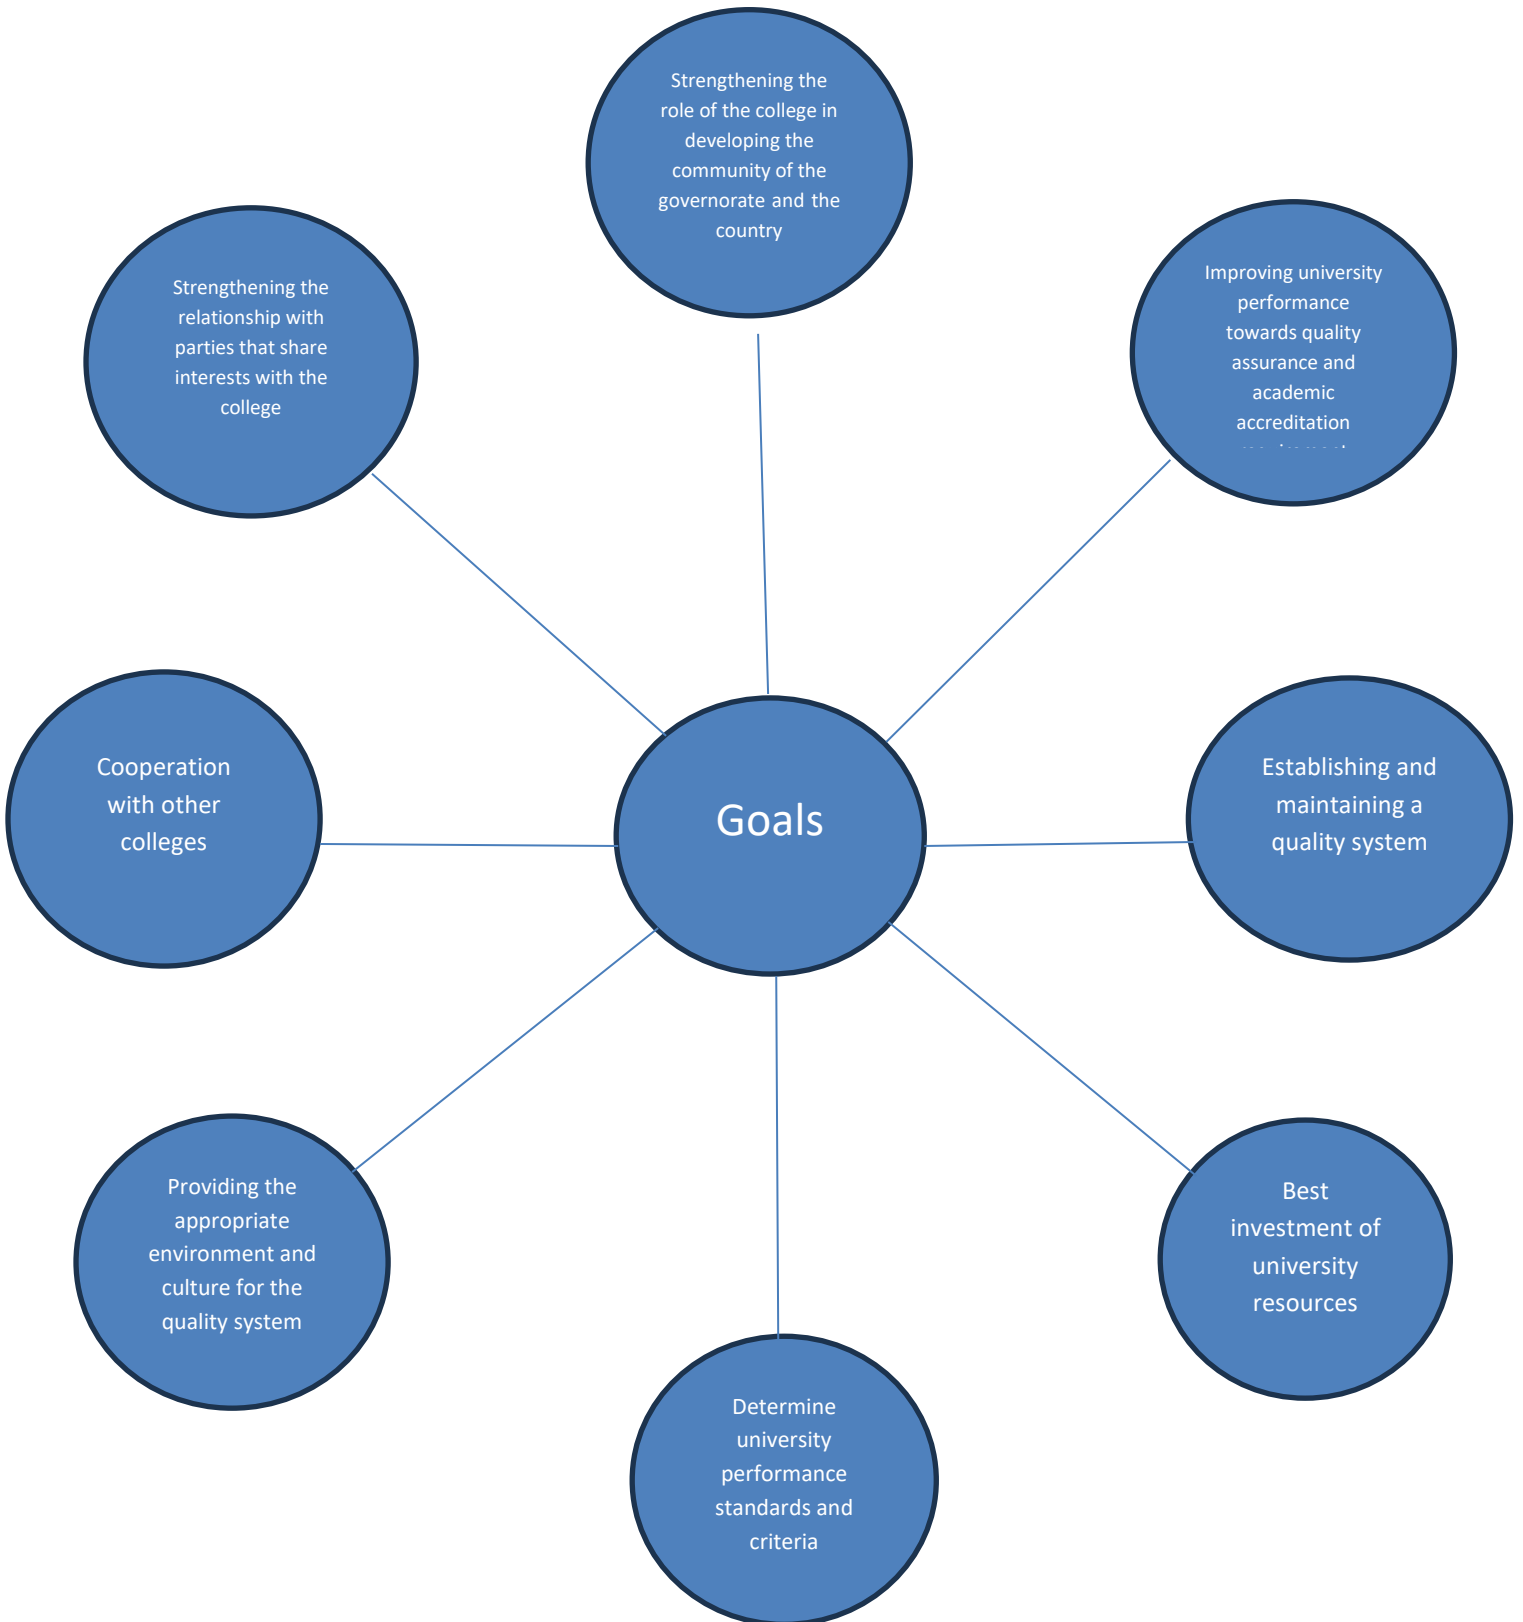 Strengthening the
role of the college in
developing the
community of the
governorate and the
country
Improving university
performance
towards quality
assurance and
academic
accreditation
Strengthening the
relationship with
parties that share
interests with the
college
Cooperation
with other
colleges
Goals
Establishing and
maintaining a
quality system
Providing the
appropriate
environment and
culture for the
quality system
Best
investment of
university
resources
Determine
university
performance
standards and
criteria